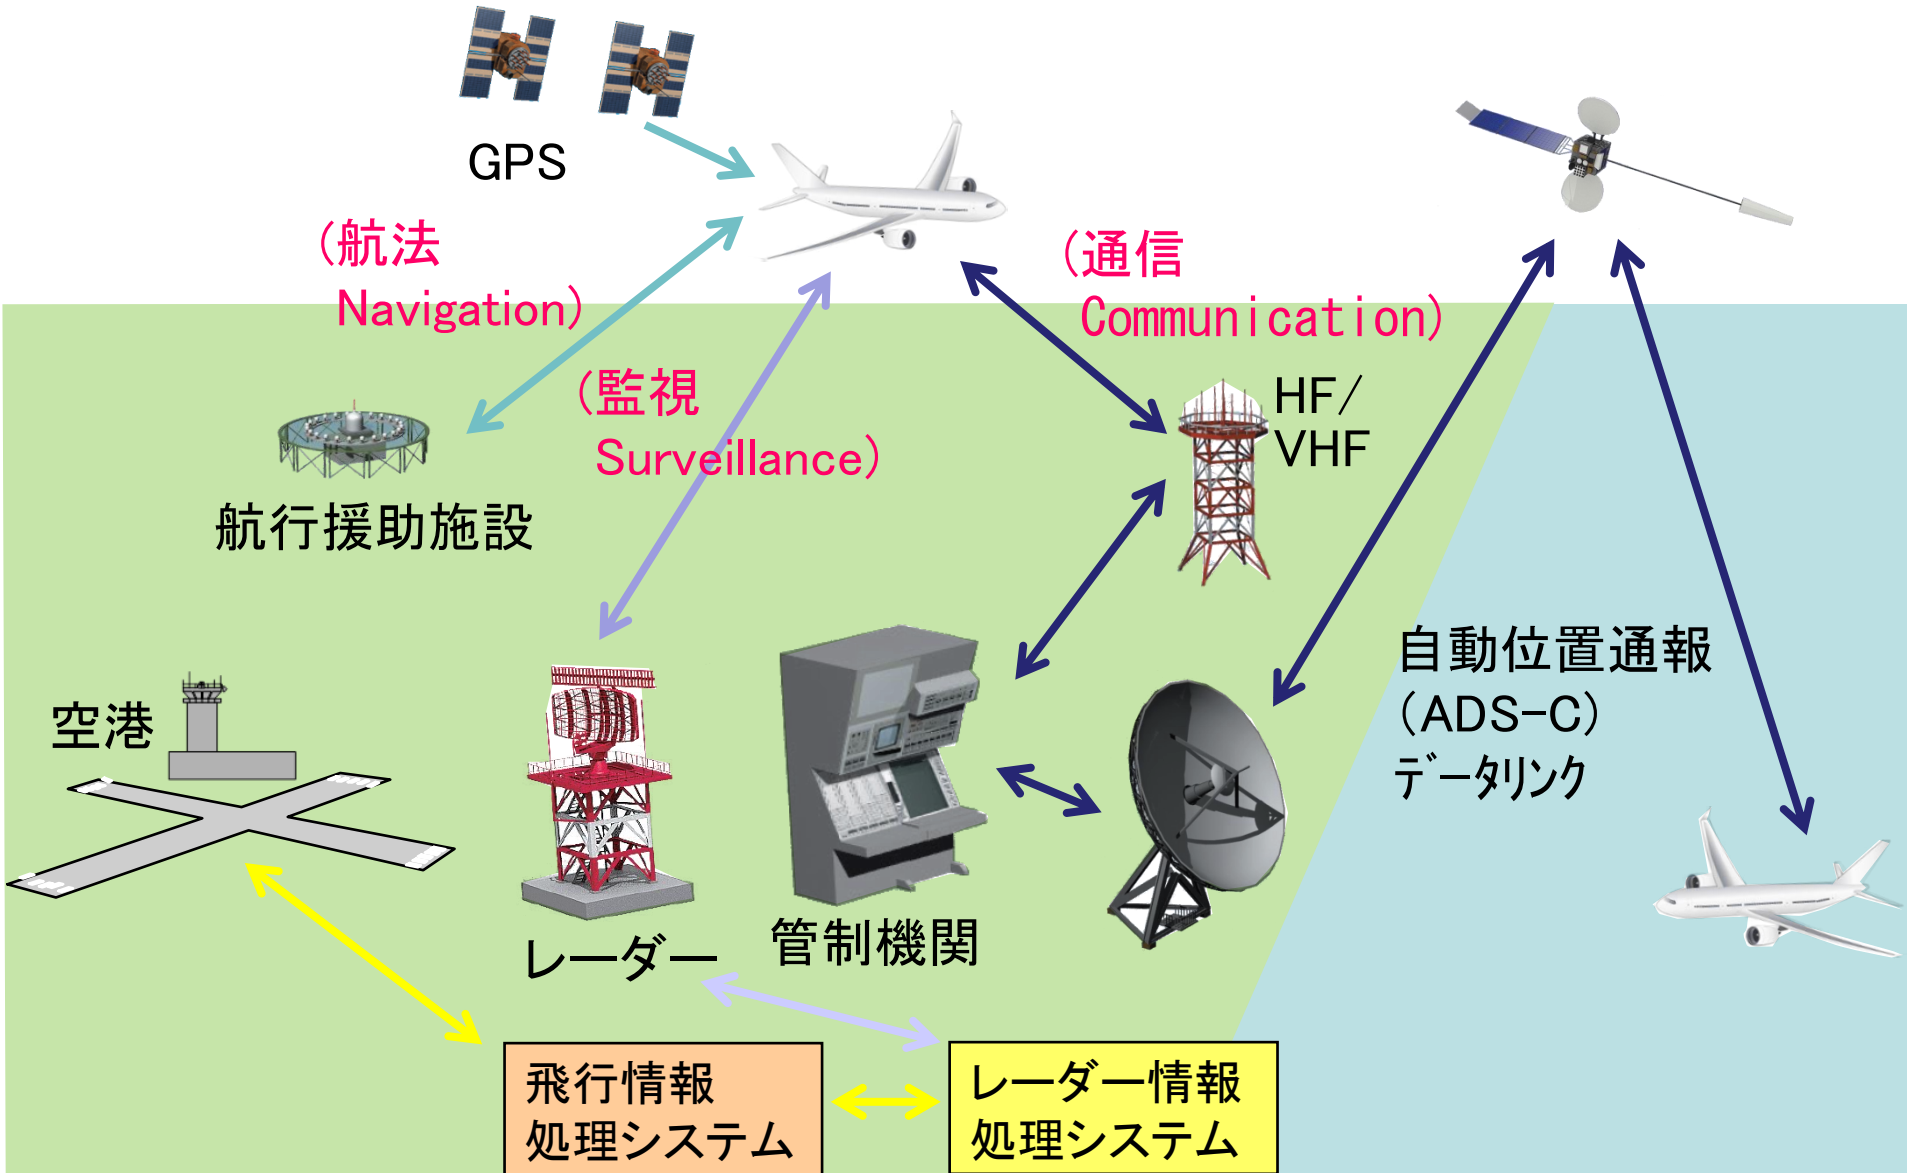 GPS
(航法
Navigation)
(通信
Communication)
(監視
Surveillance)
HF/
VHF
航行援助施設
自動位置通報
(ADS-C)
データリンク
空港
レーダー
管制機関
飛行情報
処理システム
レーダー情報
処理システム